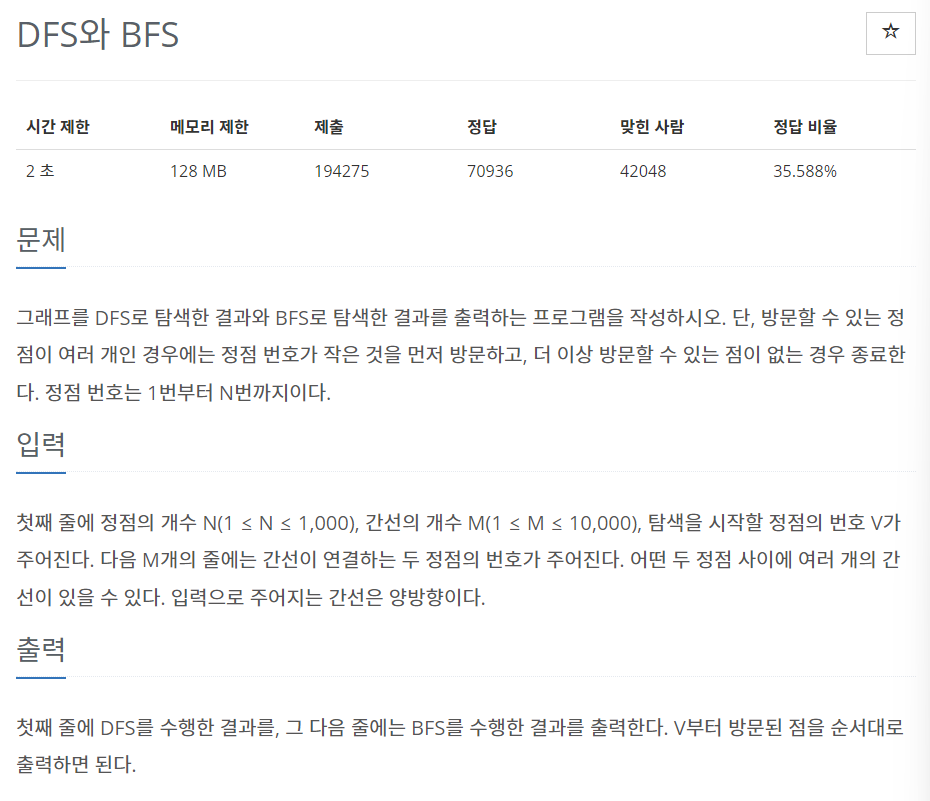 DFS와 BFS
☆
시간 제한 메모리 제한 제출 정답 맞힌 사람 정답 비율
2 초 128 MB 194275 70936 42048 35.588%
문제
그래프를 DFS로 탐색한 결과와 BFS로 탐색한 결과를 출력하는 프로그램을 작성하시오. 단, 방문할 수 있는 정
점이 여러 개인 경우에는 정점 번호가 작은 것을 먼저 방문하고, 더 이상 방문할 수 있는 점이 없는 경우 종료한
다. 정점 번호는 1번부터 N번까지이다.
입력
첫째 줄에 정점의 개수 N(1 ≤ N ≤ 1,000), 간선의 개수 M(1 ≤ M ≤ 10,000), 탐색을 시작할 정점의 번호 V가
주어진다. 다음 M개의 줄에는 간선이 연결하는 두 정점의 번호가 주어진다. 어떤 두 정점 사이에 여러 개의 간
선이 있을 수 있다. 입력으로 주어지는 간선은 양방향이다.
출력
첫째 줄에 DFS를 수행한 결과를, 그 다음 줄에는 BFS를 수행한 결과를 출력한다. V부터 방문된 점을 순서대로
출력하면 된다.